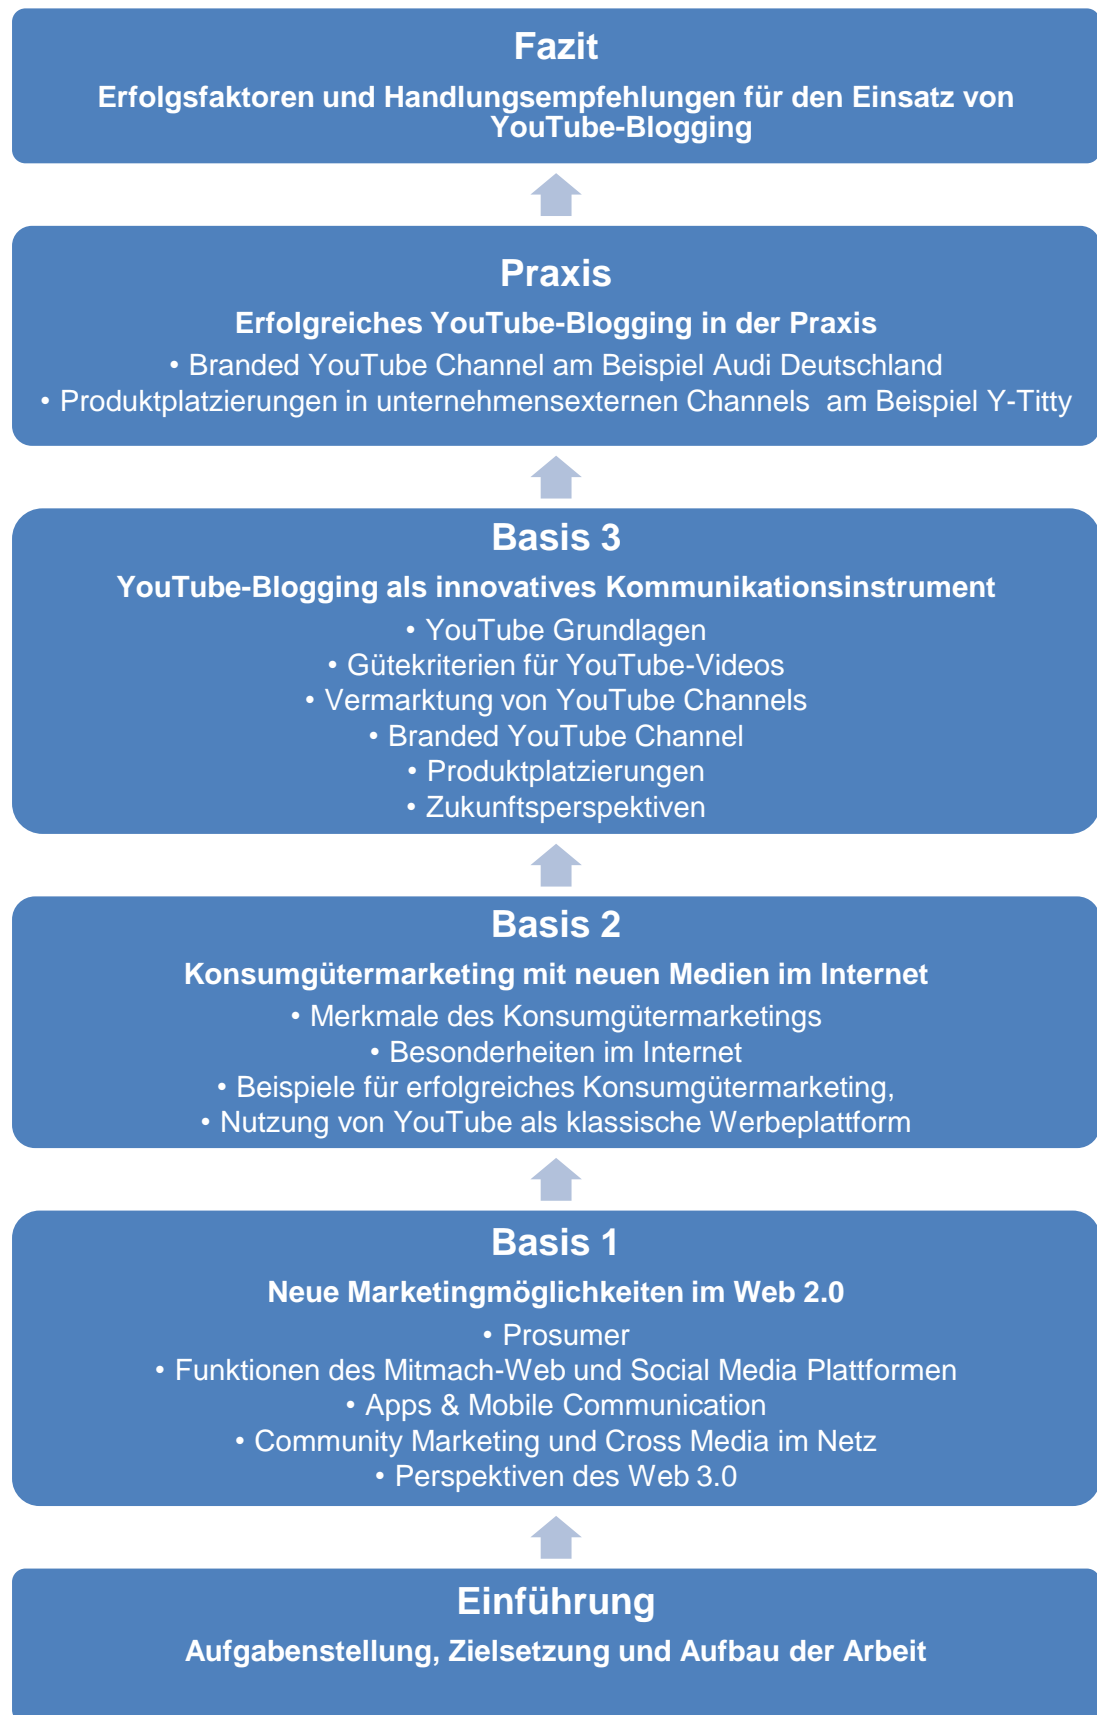 Fazit
Erfolgsfaktoren und Handlungsempfehlungen für den Einsatz von
YouTube-Blogging
Praxis
Erfolgreiches YouTube-Blogging in der Praxis
• Branded YouTube Channel am Beispiel Audi Deutschland
• Produktplatzierungen in unternehmensexternen Channels am Beispiel Y-Titty
Basis 3
YouTube-Blogging als innovatives Kommunikationsinstrument
• YouTube Grundlagen
• Gütekriterien für YouTube-Videos
• Vermarktung von YouTube Channels
• Branded YouTube Channel
• Produktplatzierungen
• Zukunftsperspektiven
Basis 2
Konsumgütermarketing mit neuen Medien im Internet
• Merkmale des Konsumgütermarketings
• Besonderheiten im Internet
• Beispiele für erfolgreiches Konsumgütermarketing,
• Nutzung von YouTube als klassische Werbeplattform
Basis 1
Neue Marketingmöglichkeiten im Web 2.0
• Prosumer
• Funktionen des Mitmach-Web und Social Media Plattformen
• Apps & Mobile Communication
• Community Marketing und Cross Media im Netz
• Perspektiven des Web 3.0
Einführung
Aufgabenstellung, Zielsetzung und Aufbau der Arbeit